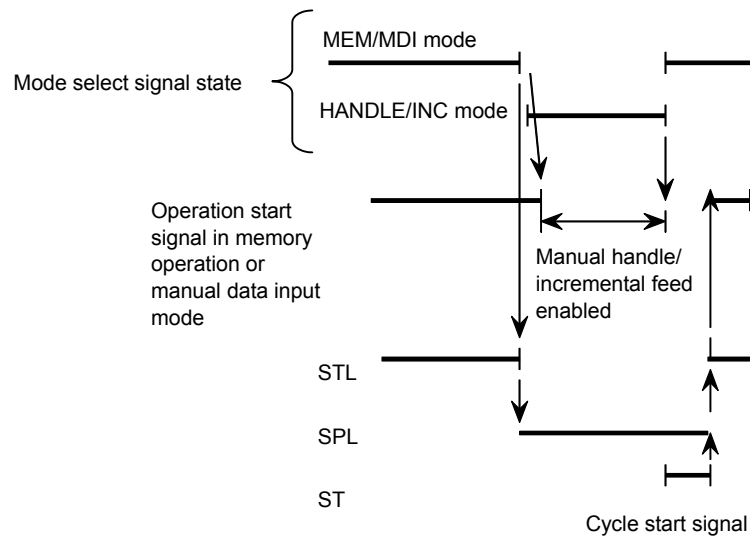 MEM/MDI mode
Mode select signal state
HANDLE/INC mode
Operation start
signal in memory
operation or
manual data input
mode
Manual handle/
incremental feed
enabled
STL
SPL
ST
Cycle start signal